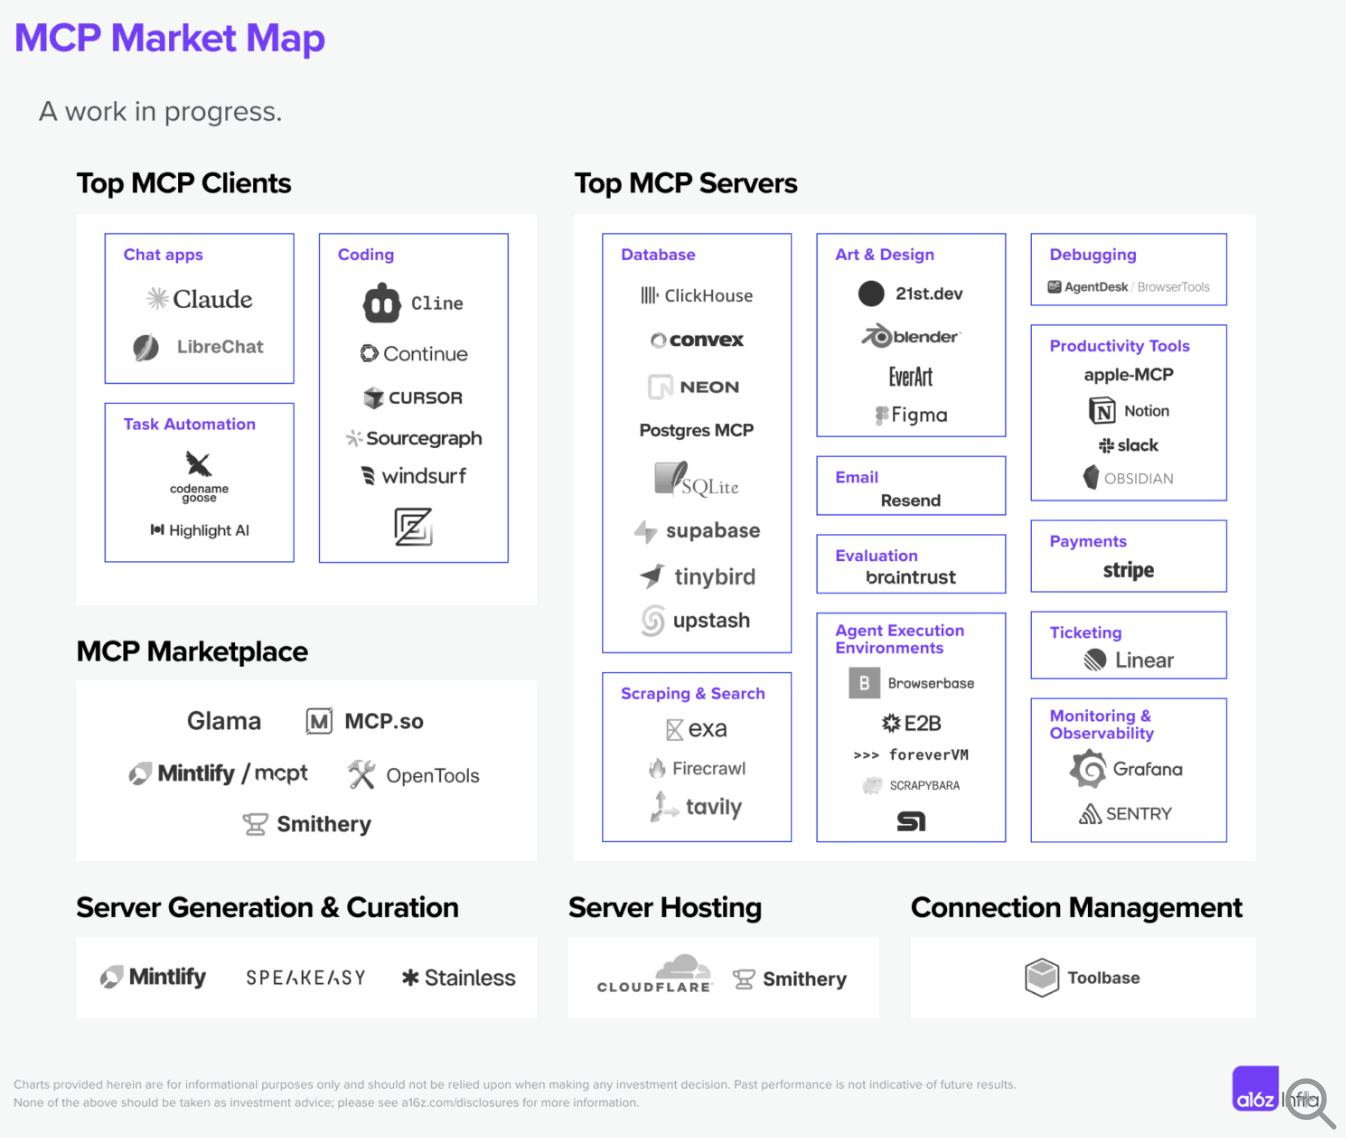 MCP Market Map
A work in progress.
Top MCP Clients
Chat apps
Claude
LibreChat
Task Automation
codename
goose
Highlight AI
Coding
Cline
Continue
CURSOR
Sourcegraph
windsurf
MCP Marketplace
Glama
MCP.so
Mintlify / mcpt
OpenTools
Smithery
Top MCP Servers
Database
ClickHouse
convex
NEON
Postgres MCP
SQLite
supabase
tinybird
upstash
Scraping & Search
exa
Firecrawl
tavily
Art & Design
21st.dev
blender
EverArt
Figma
Email
Resend
Evaluation
braintrust
Agent Execution
Environments
B Browserbase
E2B
>>> foreverVM
SCRAPYBARA
Debugging
AgentDesk / BrowserTools
Productivity Tools
apple-MCP
Notion
slack
OBSIDIAN
Payments
stripe
Ticketing
Linear
Monitoring &
Observability
Grafana
SENTRY
Server Generation & Curation
Mintlify
SPEAKEASY
Stainless
Server Hosting
CLOUDFLARE
Smithery
Connection Management
Toolbase
Charts provided herein are for informational purposes only and should not be relied upon when making any investment decision. Past performance is not indicative of future results.
None of the above should be taken as investment advice; please see a16z.com/disclosures for more information.
a16z Infra